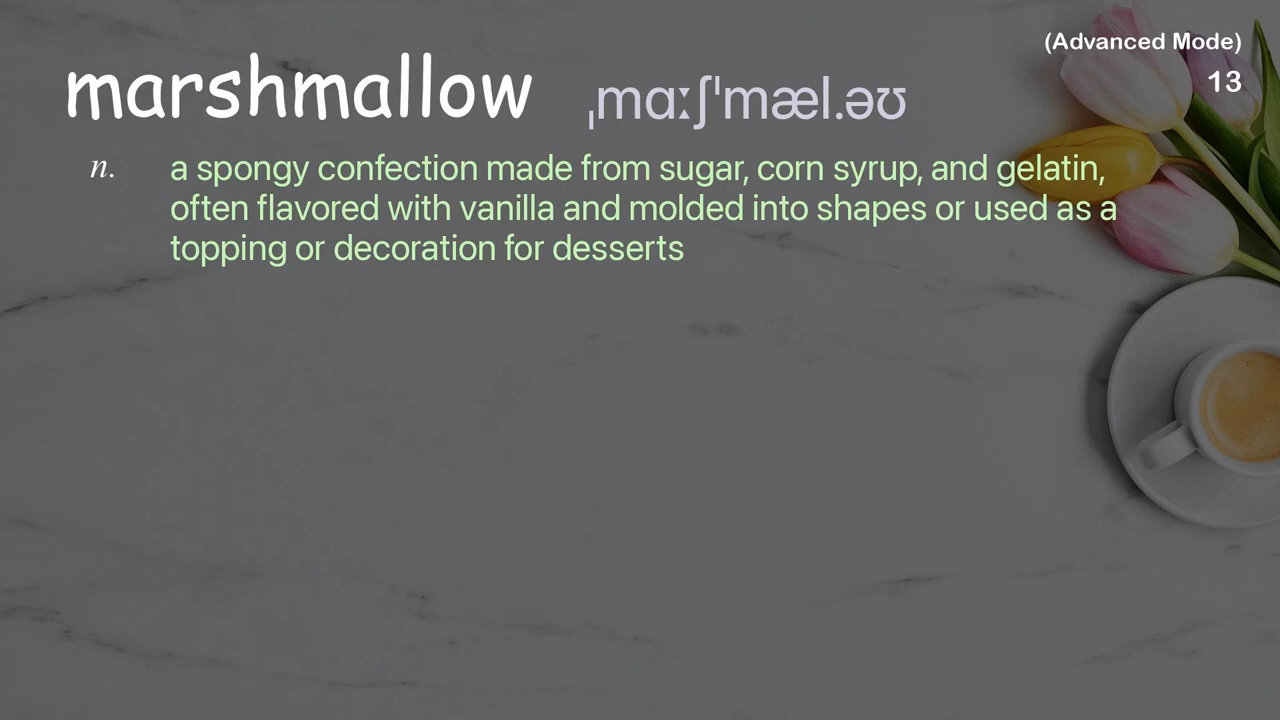 (Advanced Mode)
marshmallow ˌmɑːʃˈmæl.əʊ
13
n. a spongy confection made from sugar, corn syrup, and gelatin,
often flavored with vanilla and molded into shapes or used as a
topping or decoration for desserts